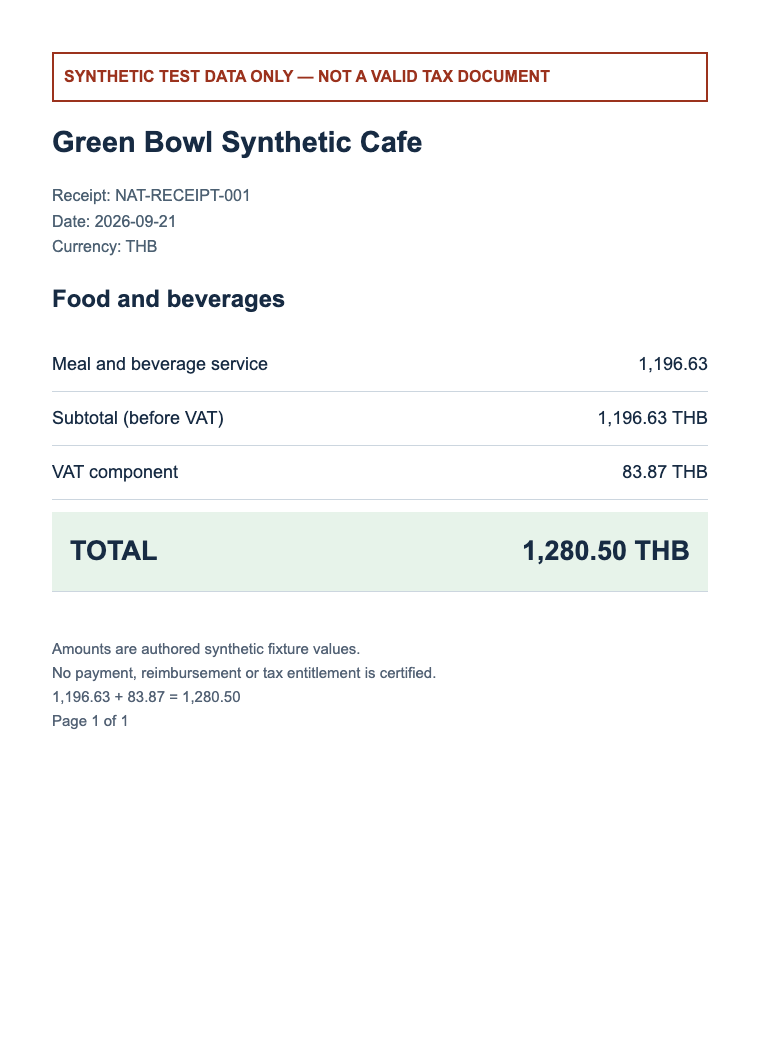 SYNTHETIC TEST DATA ONLY — NOT A VALID TAX DOCUMENT
Green Bowl Synthetic Cafe
Receipt: NAT-RECEIPT-001
Date: 2026-09-21
Currency: THB
Food and beverages
Meal and beverage service 1,196.63
Subtotal (before VAT) 1,196.63 THB
VAT component 83.87 THB
TOTAL 1,280.50 THB
Amounts are authored synthetic fixture values.
No payment, reimbursement or tax entitlement is certified.
1,196.63 + 83.87 = 1,280.50
Page 1 of 1